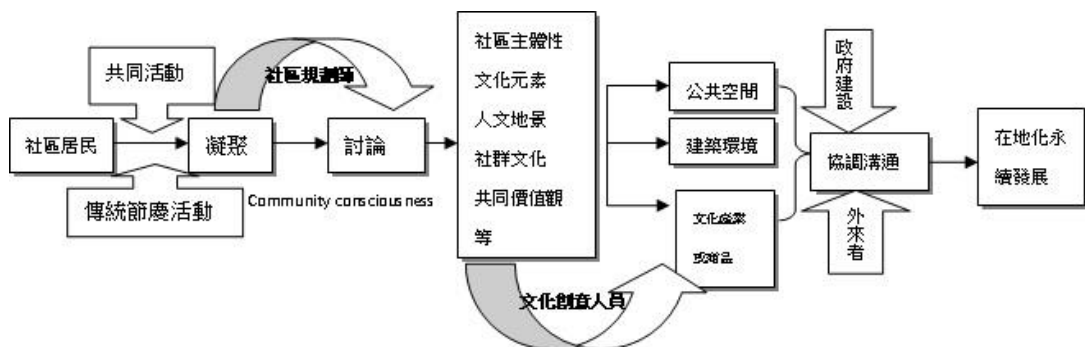 共同活動
社區規劃師
社區居民
凝聚
討論
傳統節慶活動
Community consciousness
社區主體性
文化元素
人文地景
社群文化
共同價值觀
等
文化創意人員
公共空間
建築環境
文化產業
或商品
政府建設
協調溝通
外來者
在地化永
續發展